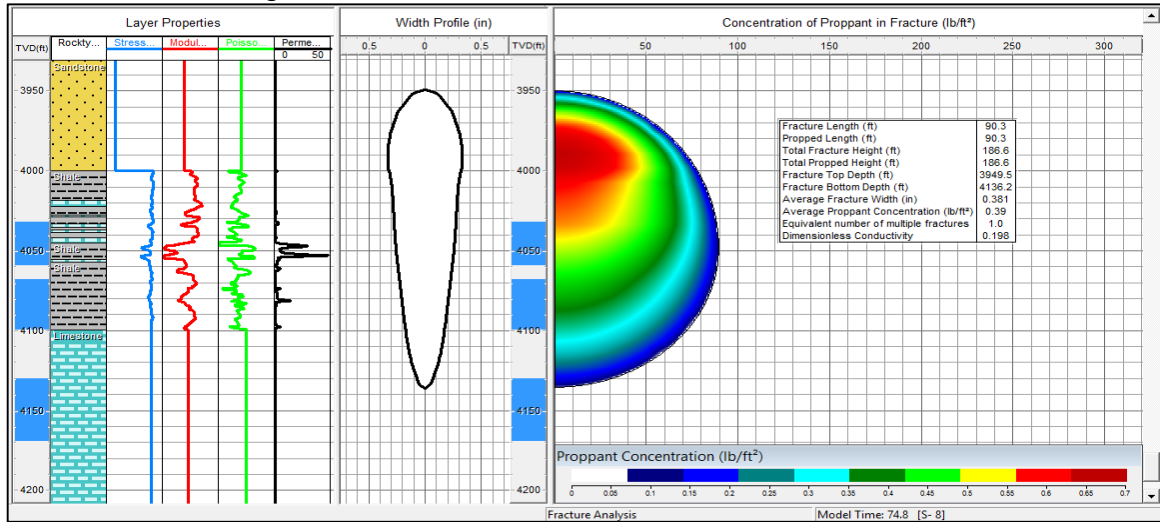 Layer Properties
Width Profile (in)
Concentration of Proppant in Fracture (lb/ft²)
TVD(ft) Rockty... Stress... Modul... Poisso... Perme...
0 50
0.5 0 0.5
TVD(ft)
50 100 150 200 250 300
Sandstone
3950 3950
4000 4000
Shale
4050 4050
Shale
Shale
4100 4100
Limestone
4150 4150
4200 4200
Fracture Length (ft) 90.3
Propped Length (ft) 90.3
Total Fracture Height (ft) 186.6
Total Propped Height (ft) 186.6
Fracture Top Depth (ft) 3949.5
Fracture Bottom Depth (ft) 4136.2
Average Fracture Width (in) 0.381
Average Proppant Concentration (lb/ft²) 0.39
Equivalent number of multiple fractures 1.0
Dimensionless Conductivity 0.198
Proppant Concentration (lb/ft²)
0 0.05 0.1 0.15 0.2 0.25 0.3 0.35 0.4 0.45 0.5 0.55 0.6 0.65 0.7
Fracture Analysis
Model Time: 74.8 [S- 8]